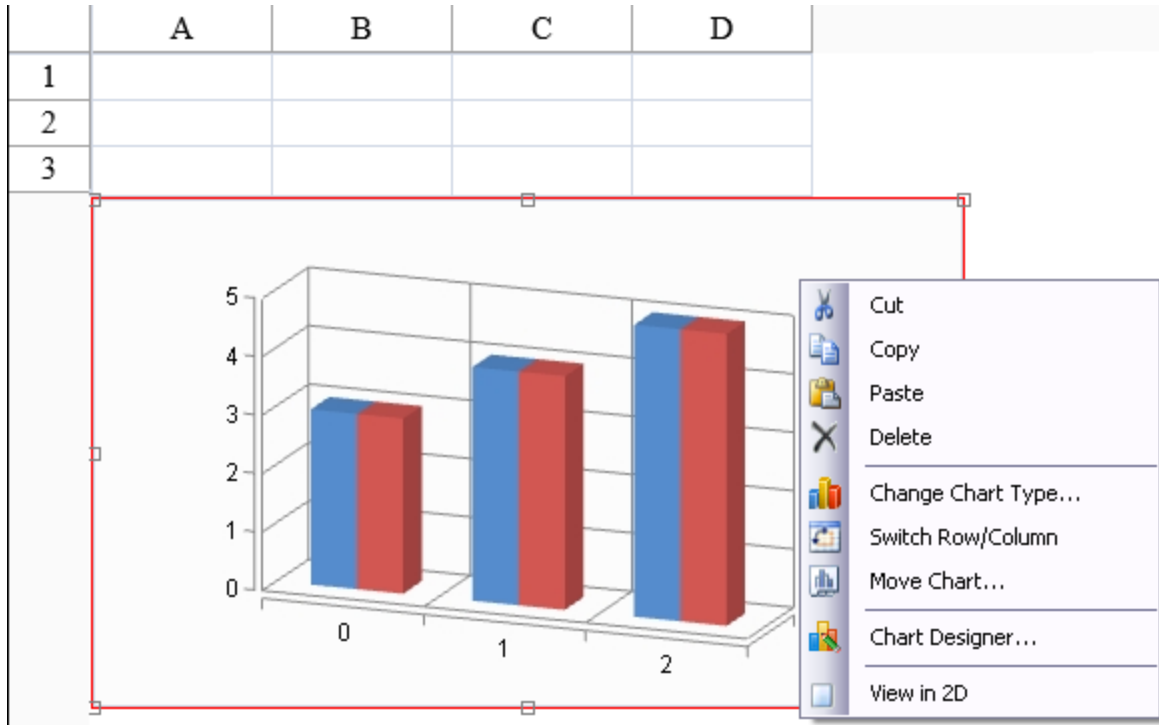 A B C D
1
2
3
5
4
3
2
1
0
0
1
2
Cut
Copy
Paste
Delete
Change Chart Type...
Switch Row/Column
Move Chart...
Chart Designer...
View in 2D